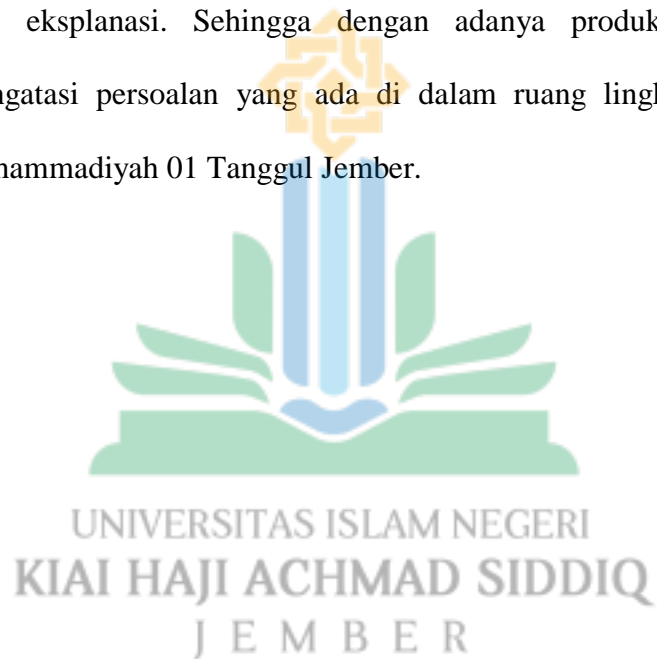 eksplanasi. Sehingga dengan adanya produk
ngatasi persoalan yang ada di dalam ruang lingk
hammadiyah 01 Tanggul Jember.
UNIVERSITAS ISLAM NEGERI
KIAI HAJI ACHMAD SIDDIQ
JEMBER